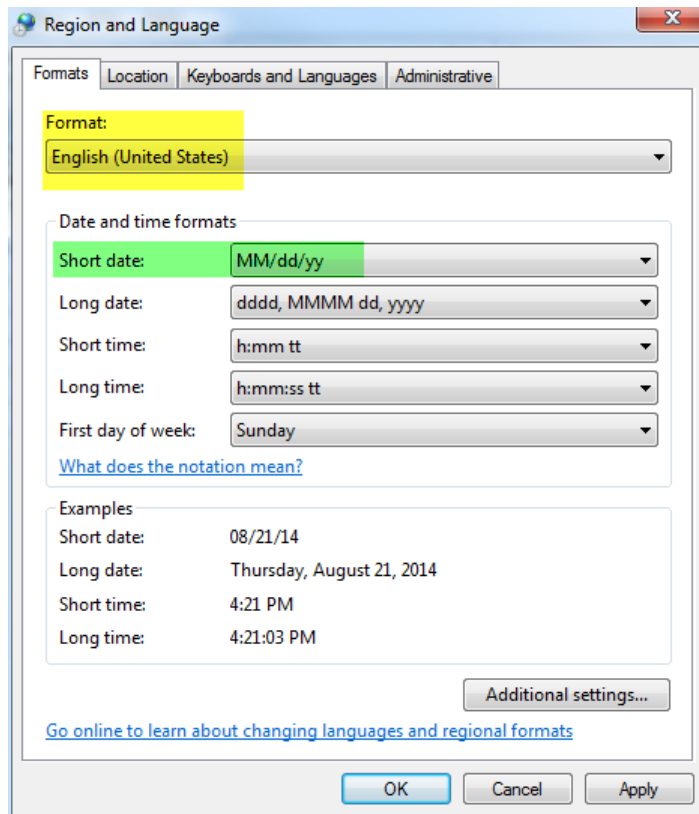 Region and Language
Formats Location Keyboards and Languages Administrative
Format:
English (United States)
Date and time formats
Short date: MM/dd/yy
Long date: dddd, MMMM dd, yyyy
Short time: h:mm tt
Long time: h:mm:ss tt
First day of week: Sunday
What does the notation mean?
Examples
Short date: 08/21/14
Long date: Thursday, August 21, 2014
Short time: 4:21 PM
Long time: 4:21:03 PM
Additional settings...
Go online to learn about changing languages and regional formats
OK Cancel Apply